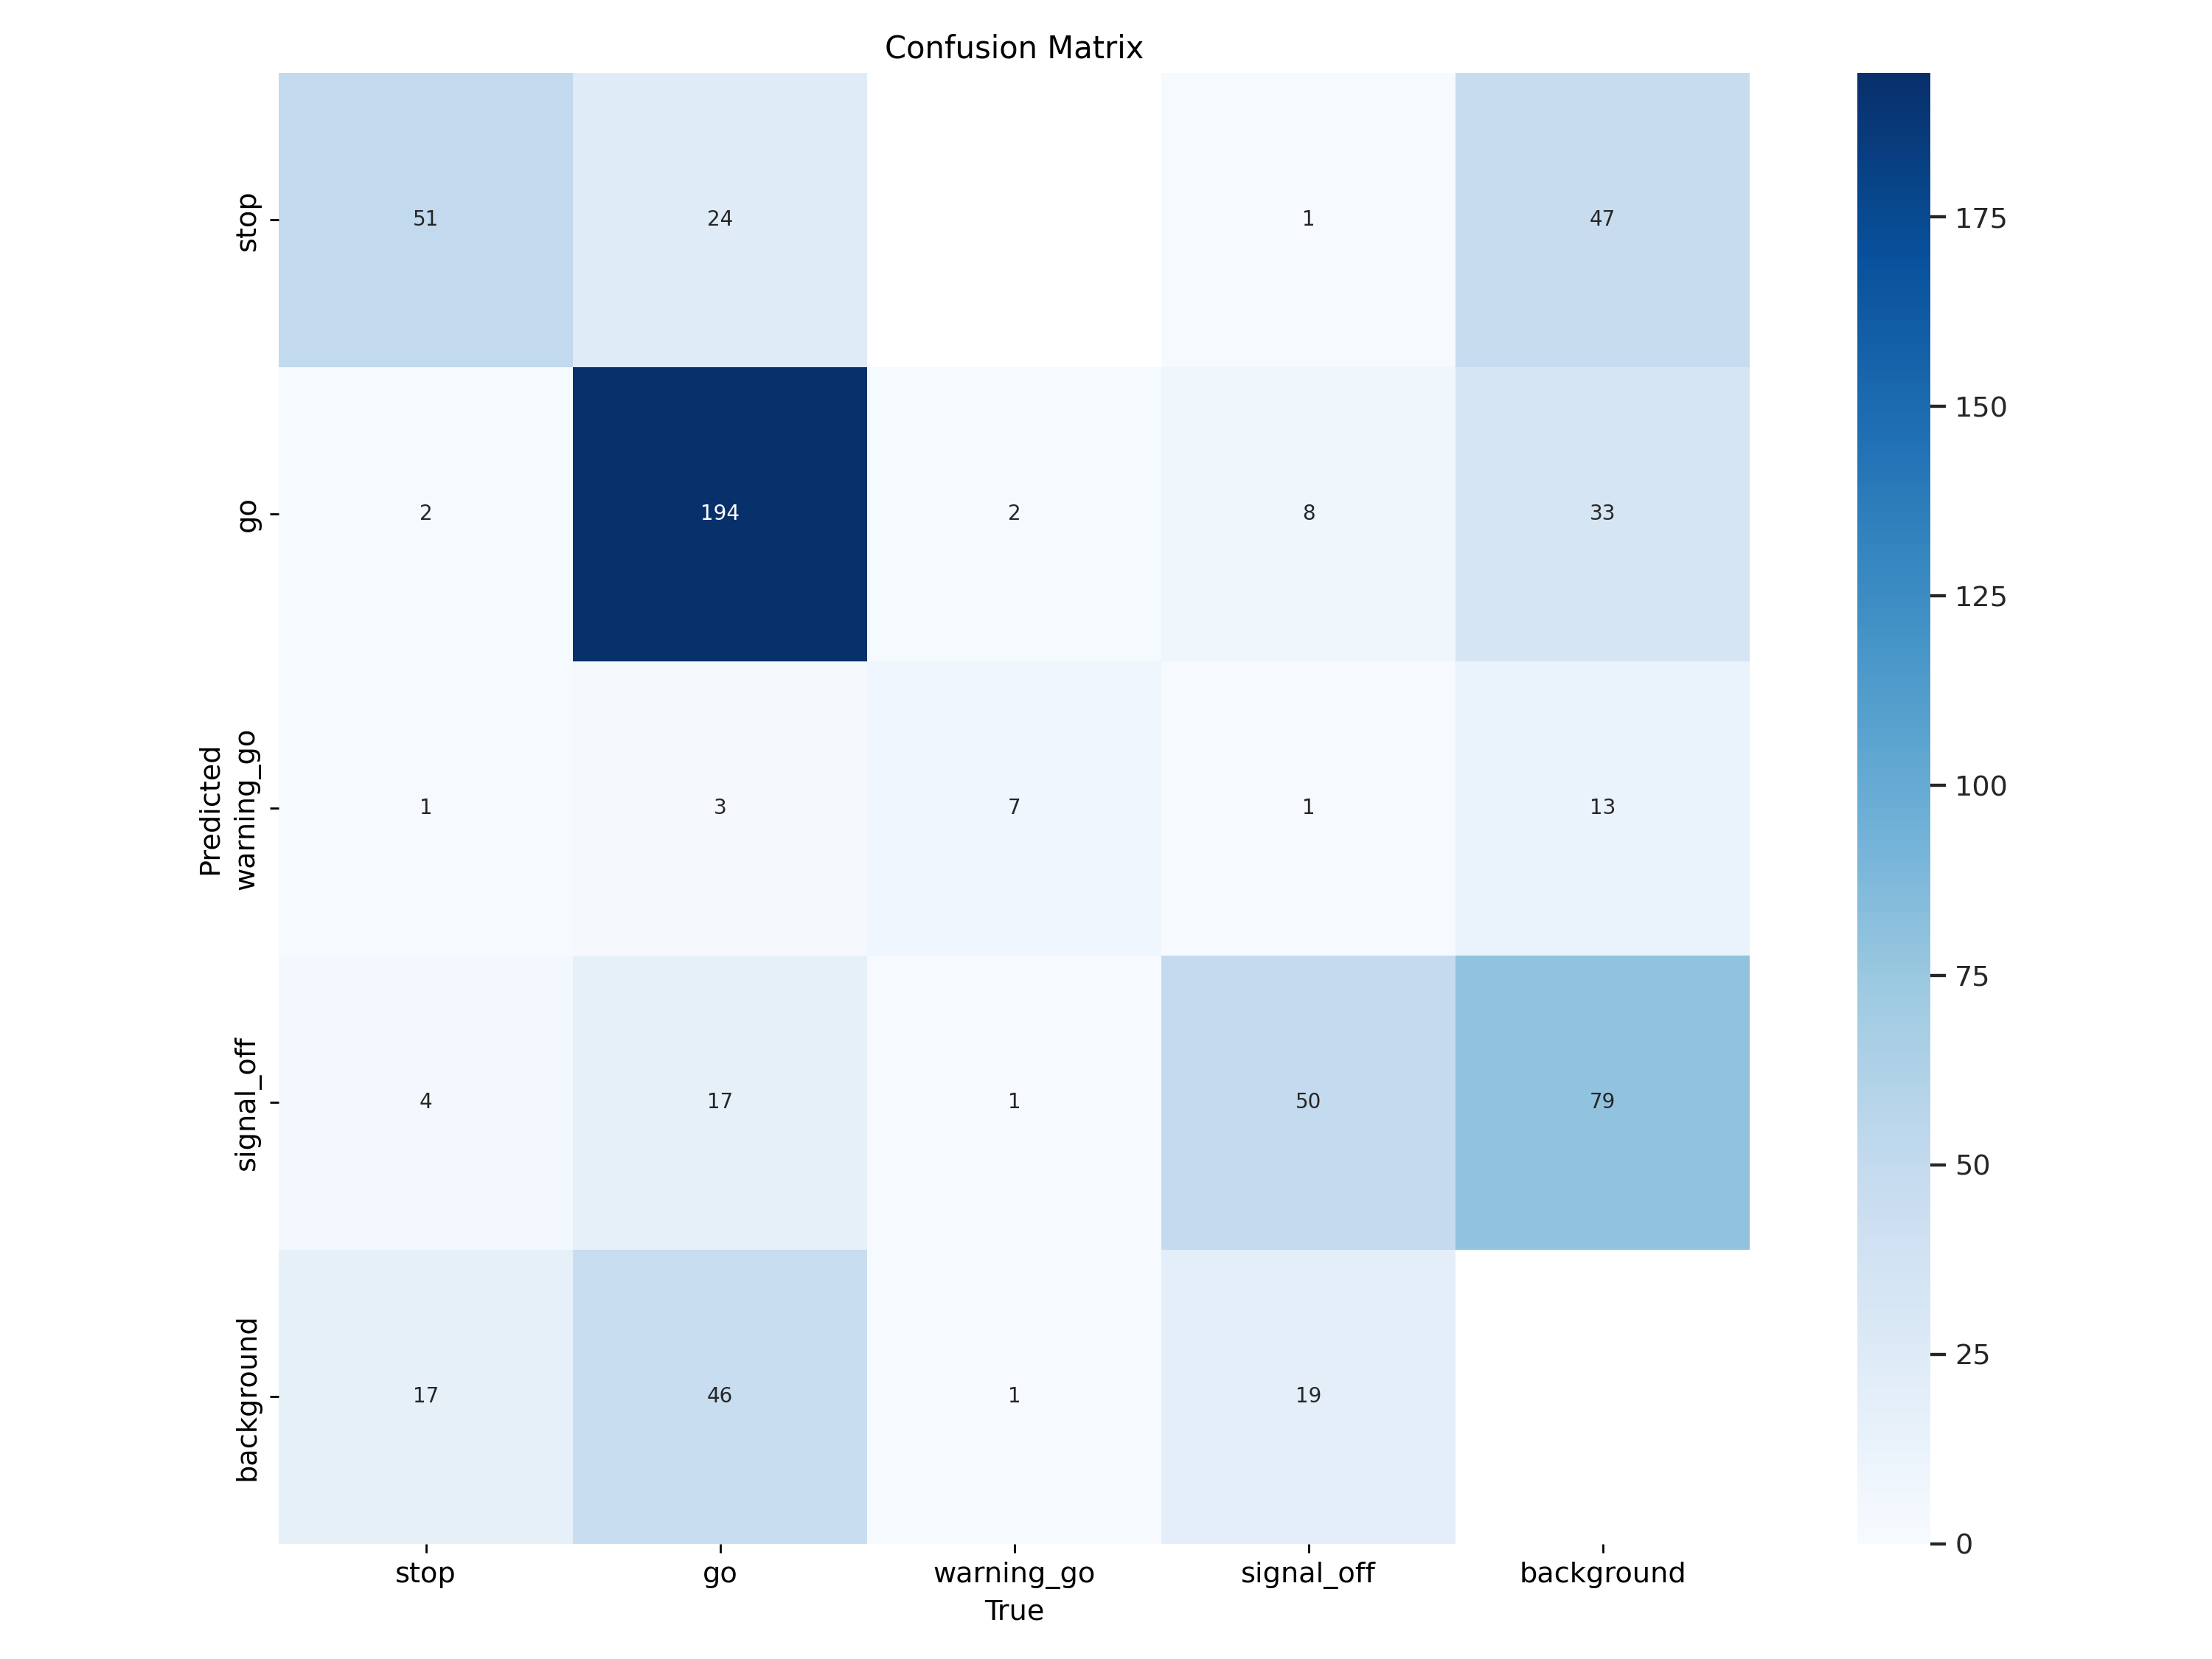 Confusion Matrix
stop
51
24
1
47
go
2
194
2
8
33
Predicted
warning_go
1
3
7
1
13
signal_off
4
17
1
50
79
background
17
46
1
19
stop
go
warning_go
signal_off
background
True
175
150
125
100
75
50
25
0